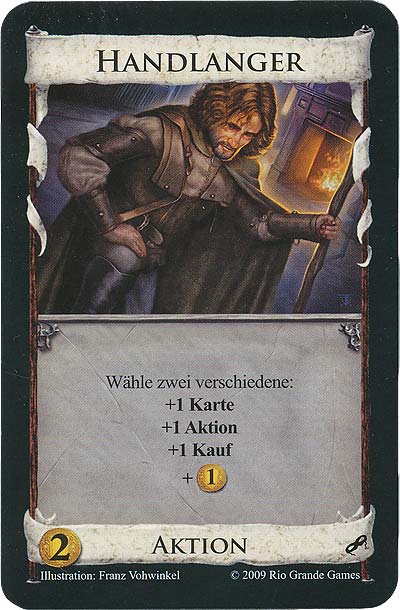 HANDLANGER
Wähle zwei verschiedene:
+1 Karte
+1 Aktion
+1 Kauf
+ 1
2 AKTION
Illustration: Franz Vohwinkel © 2009 Rio Grande Games